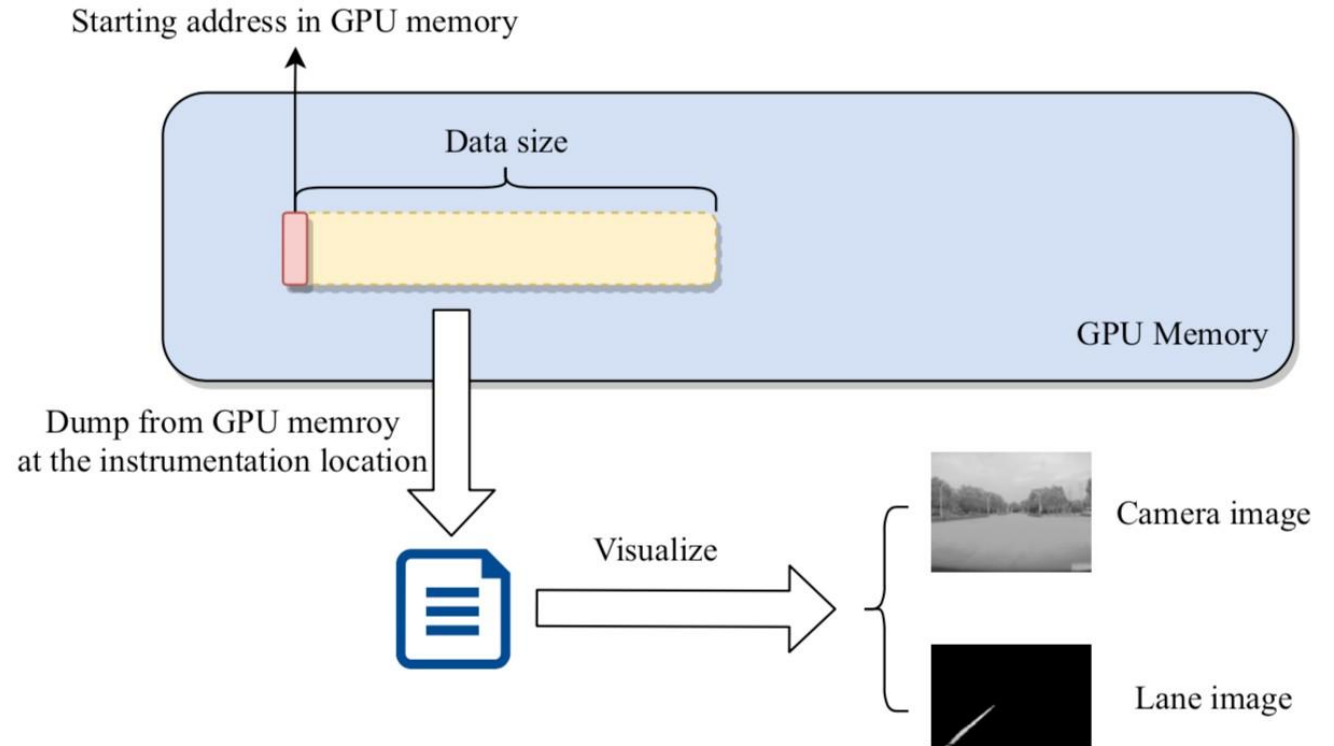 Starting address in GPU memory
Data size
GPU Memory
Dump from GPU memroy
at the instrumentation location
Visualize
Camera image
Lane image